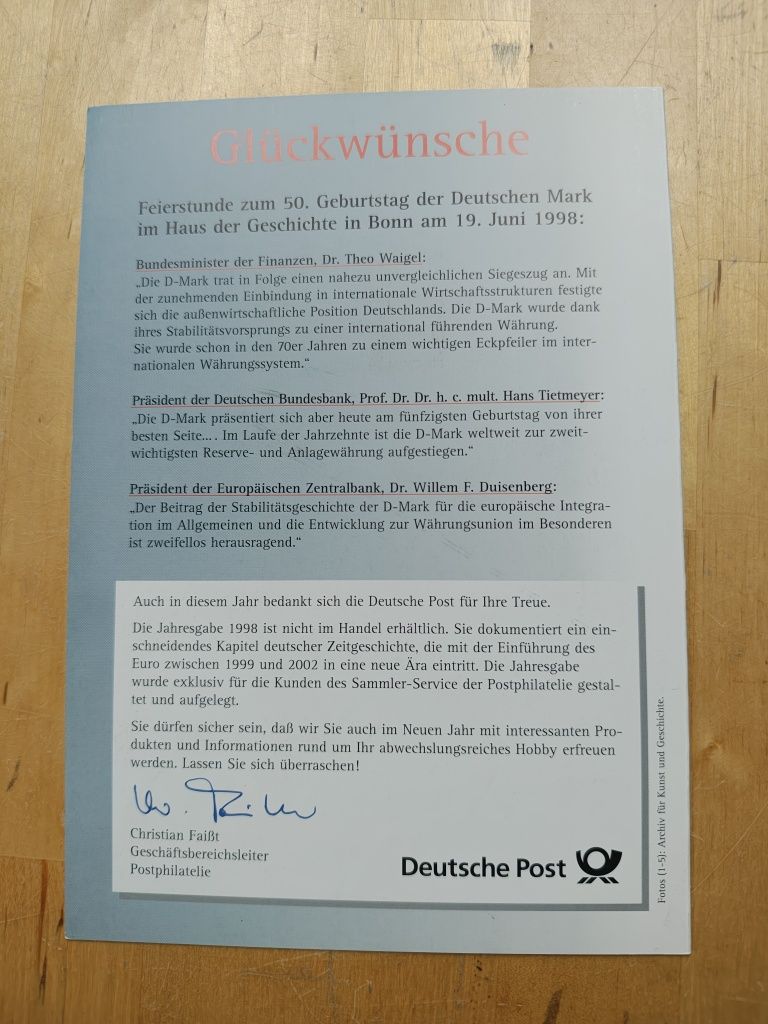 Glückwünsche
Feierstunde zum 50. Geburtstag der Deutschen Mark
im Haus der Geschichte in Bonn am 19. Juni 1998:
Bundesminister der Finanzen, Dr. Theo Waigel:
„Die D-Mark trat in Folge einen nahezu unvergleichlichen Siegeszug an. Mit
der zunehmenden Einbindung in internationale Wirtschaftsstrukturen festigte
sich die außenwirtschaftliche Position Deutschlands. Die D-Mark wurde dank
ihres Stabilitätsvorsprungs zu einer international führenden Währung.
Sie wurde schon in den 70er Jahren zu einem wichtigen Eckpfeiler im inter-
nationalen Währungssystem.“
Präsident der Deutschen Bundesbank, Prof. Dr. Dr. h. c. mult. Hans Tietmeyer:
„Die D-Mark präsentiert sich aber heute am fünfzigsten Geburtstag von ihrer
besten Seite... . Im Laufe der Jahrzehnte ist die D-Mark weltweit zur zweit-
wichtigsten Reserve- und Anlagewährung aufgestiegen.“
Präsident der Europäischen Zentralbank, Dr. Willem F. Duisenberg:
„Der Beitrag der Stabilitätsgeschichte der D-Mark für die europäische Integra-
tion im Allgemeinen und die Entwicklung zur Währungsunion im Besonderen
ist zweifellos herausragend.“
Auch in diesem Jahr bedankt sich die Deutsche Post für Ihre Treue.
Die Jahresgabe 1998 ist nicht im Handel erhältlich. Sie dokumentiert ein ein-
schneidendes Kapitel deutscher Zeitgeschichte, die mit der Einführung des
Euro zwischen 1999 und 2002 in eine neue Ära eintritt. Die Jahresgabe
wurde exklusiv für die Kunden des Sammler-Service der Postphilatelie gestal-
tet und aufgelegt.
Sie dürfen sicher sein, daß wir Sie auch im Neuen Jahr mit interessanten Pro-
dukten und Informationen rund um Ihr abwechslungsreiches Hobby erfreuen
werden. Lassen Sie sich überraschen!
Christian Faißt
Geschäftsbereichsleiter
Postphilatelie
Deutsche Post
Fotos (1-5): Archiv für Kunst und Geschichte.